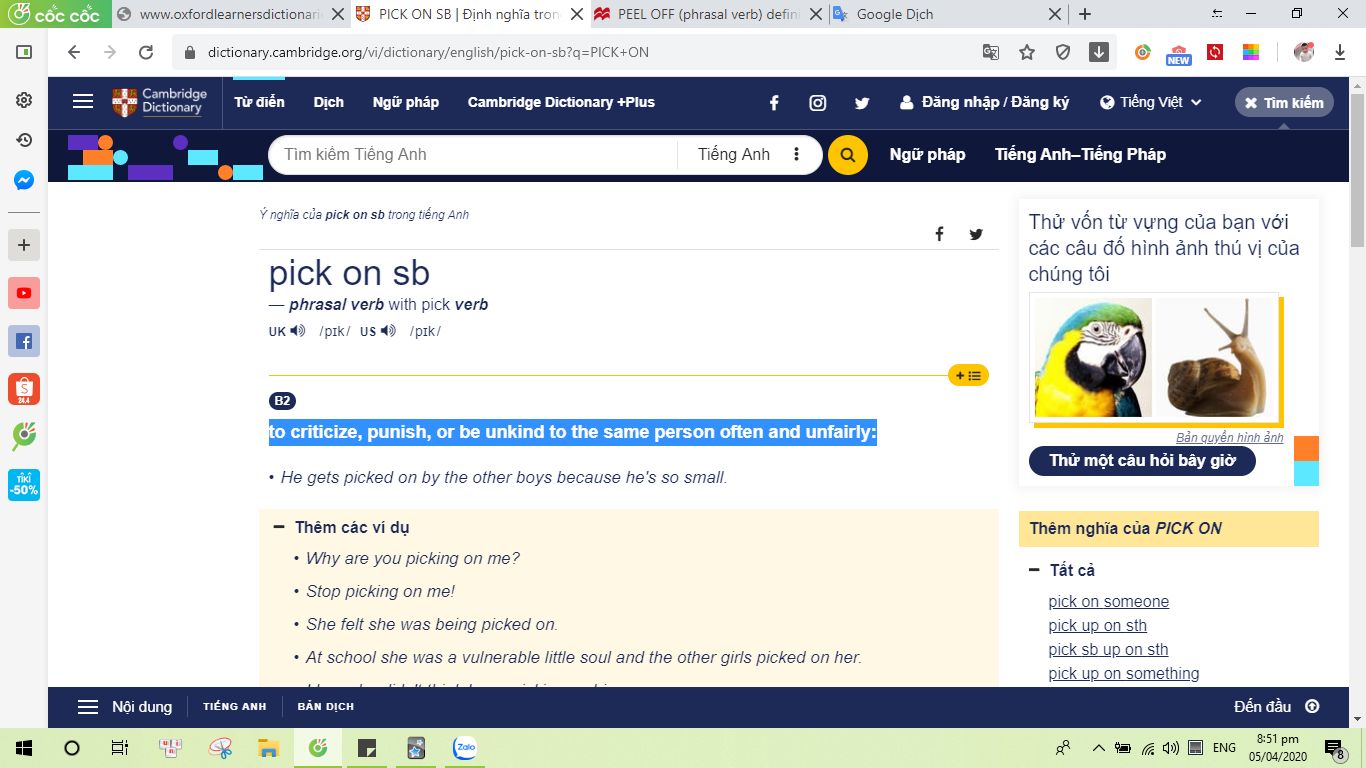 cốc cốc
www.oxfordlearnersdictionarie
PICK ON SB | Định nghĩa tron
PEEL OFF (phrasal verb) defin
Google Dịch
dictionary.cambridge.org/vi/dictionary/english/pick-on-sb?q=PICK+ON
NEW
Cambridge
Dictionary
Từ điển
Dịch
Ngữ pháp
Cambridge Dictionary +Plus
Đăng nhập / Đăng ký
Tiếng Việt
Tìm kiếm
Tìm kiếm Tiếng Anh
Tiếng Anh
Ngữ pháp
Tiếng Anh–Tiếng Pháp
Ý nghĩa của pick on sb trong tiếng Anh
pick on sb
— phrasal verb with pick verb
UK /pɪk/ US /pɪk/
B2
to criticize, punish, or be unkind to the same person often and unfairly:
• He gets picked on by the other boys because he's so small.
Thêm các ví dụ
• Why are you picking on me?
• Stop picking on me!
• She felt she was being picked on.
• At school she was a vulnerable little soul and the other girls picked on her.
Thử vốn từ vựng của bạn với
các câu đố hình ảnh thú vị của
chúng tôi
Bản quyền hình ảnh
Thử một câu hỏi bây giờ
Thêm nghĩa của PICK ON
Tất cả
pick on someone
pick up on sth
pick sb up on sth
pick up on something
S
24.4
TIKI
-50%
Nội dung
TIẾNG ANH
BẢN DỊCH
Đến đầu
Zalo
ENG
8:51 pm
05/04/2020
8